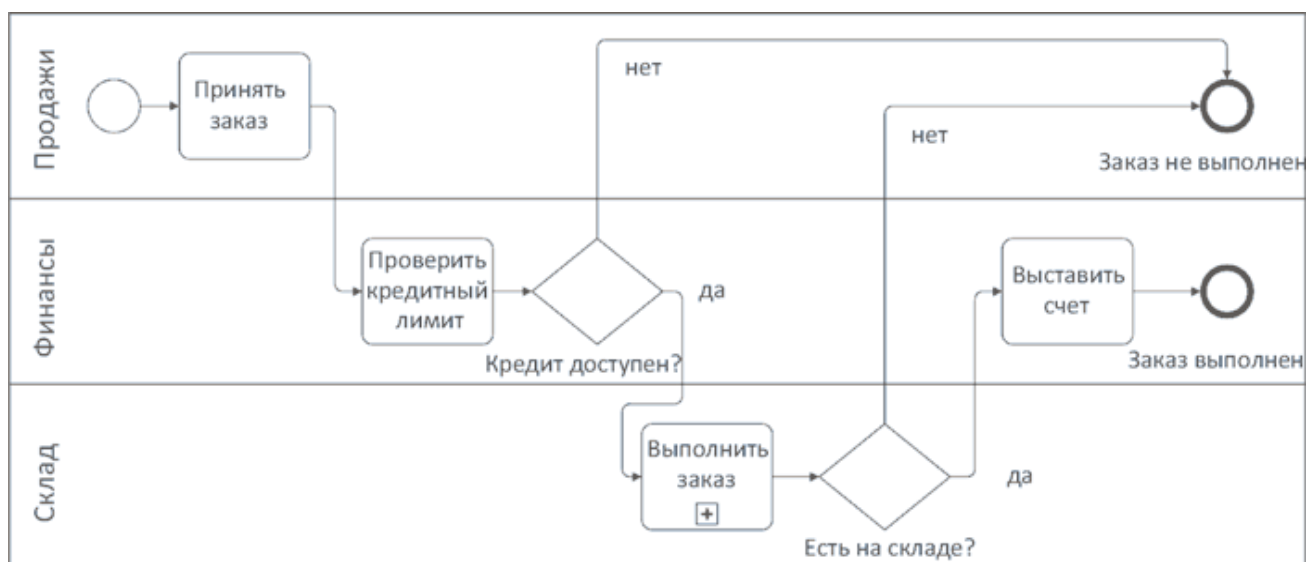 Продажи
Принять
заказ
нет
нет
Заказ не выполнен
Финансы
Проверить
кредитный
лимит
Кредит доступен?
да
Выставить
счет
Заказ выполнен
Склад
Выполнить
заказ
Есть на складе?
да